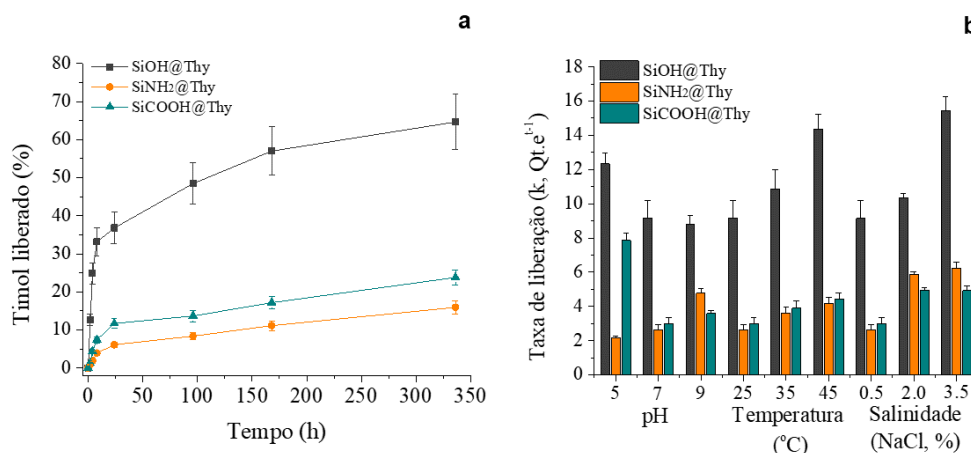 a
80
70
60
50
40
30
20
10
0
Timol liberado (%)
SiOH@Thy
SiNH₂@Thy
SiCOOH@Thy
0 50 100 150 200 250 300 350
Tempo (h)
b
18
16
14
12
10
8
6
4
2
0
Taxa de liberação (k, Qt.e^t-1)
SiOH@Thy
SiNH₂@Thy
SiCOOH@Thy
5 7 9 25 35 45 0.5 2.0 3.5
pH Temperatura Salinidade
(°C) (NaCl, %)